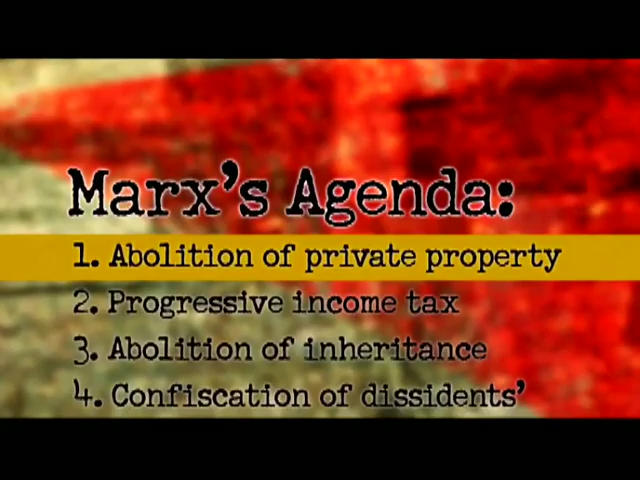 Marx's Agenda:
1. Abolition of private property
2. Progressive income tax
3. Abolition of inheritance
4. Confiscation of dissidents'